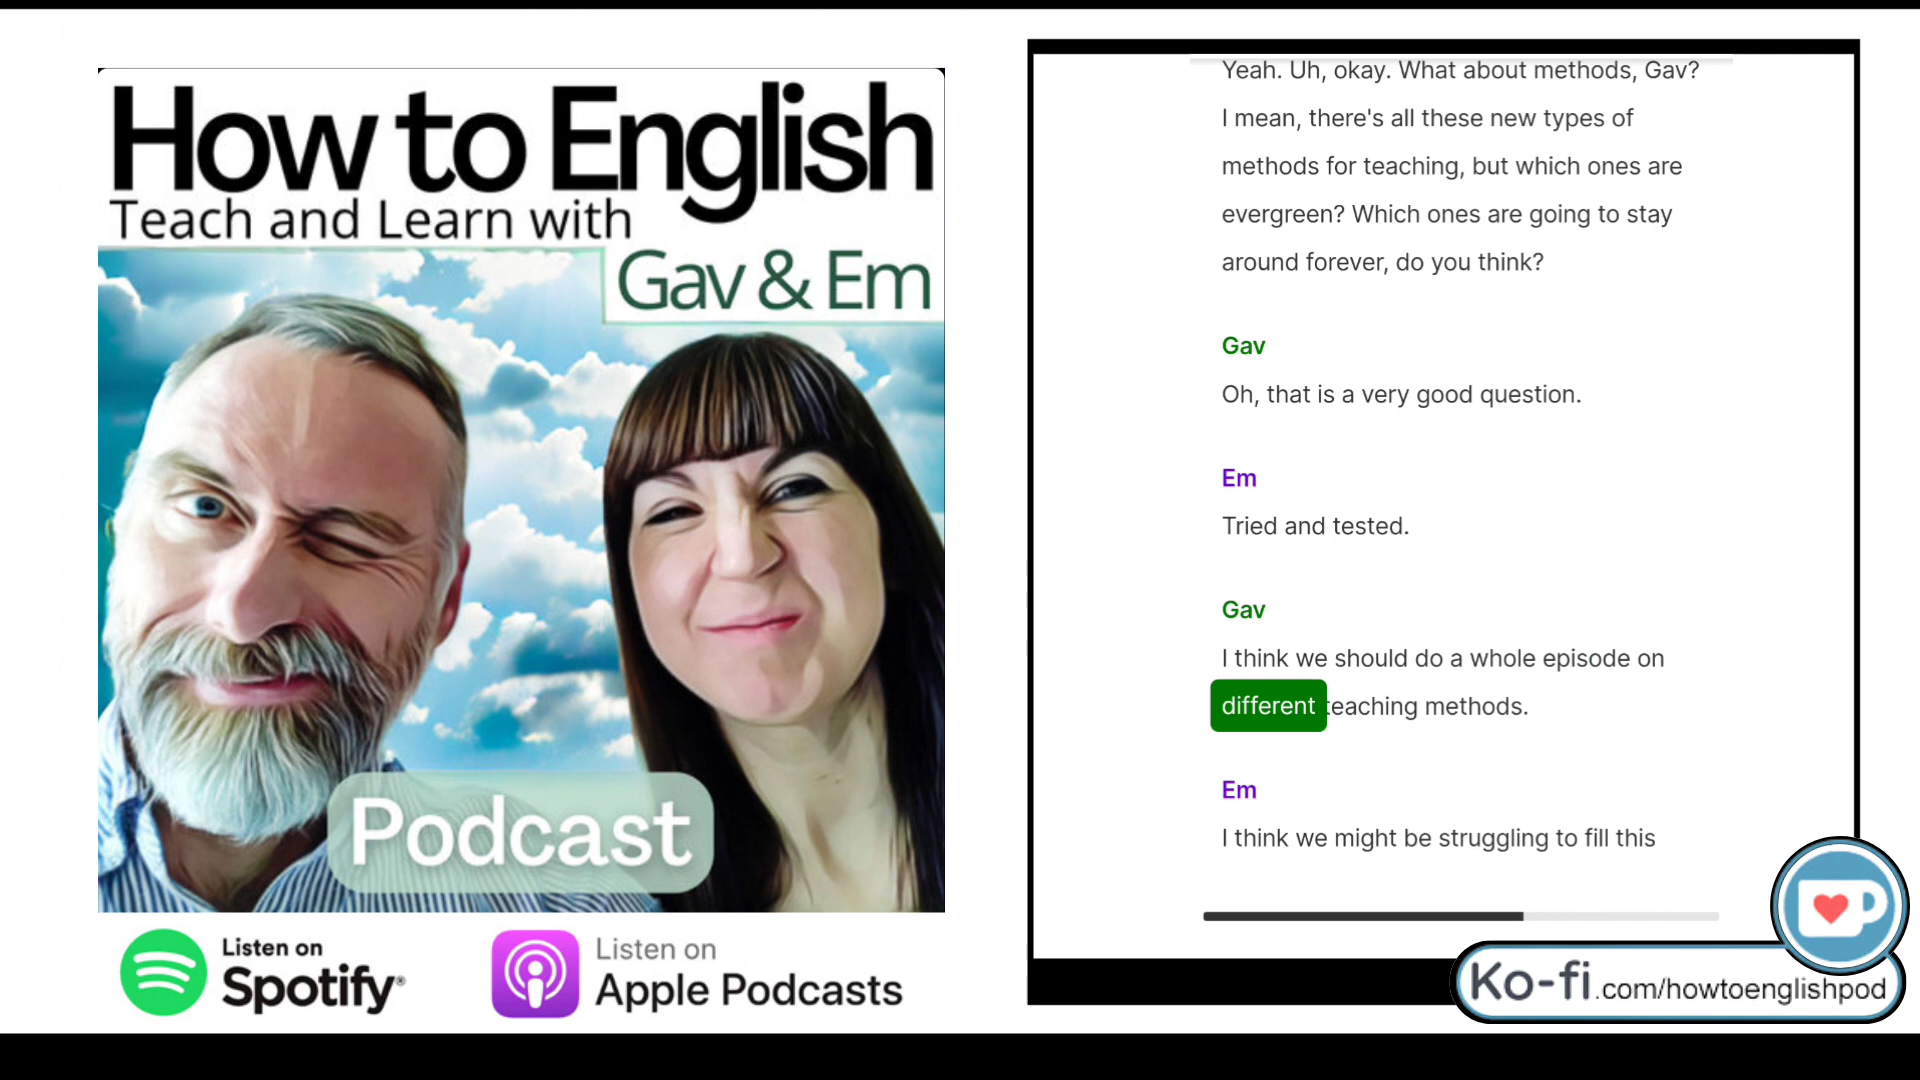 How to English
Teach and Learn with
Gav & Em
Podcast
Listen on
Spotify®
Listen on
Apple Podcasts
Yeah. Uh, okay. What about methods, Gav?
I mean, there's all these new types of
methods for teaching, but which ones are
evergreen? Which ones are going to stay
around forever, do you think?
Gav
Oh, that is a very good question.
Em
Tried and tested.
Gav
I think we should do a whole episode on
different teaching methods.
Em
I think we might be struggling to fill this
Ko-fi.com/howtoenglishpod